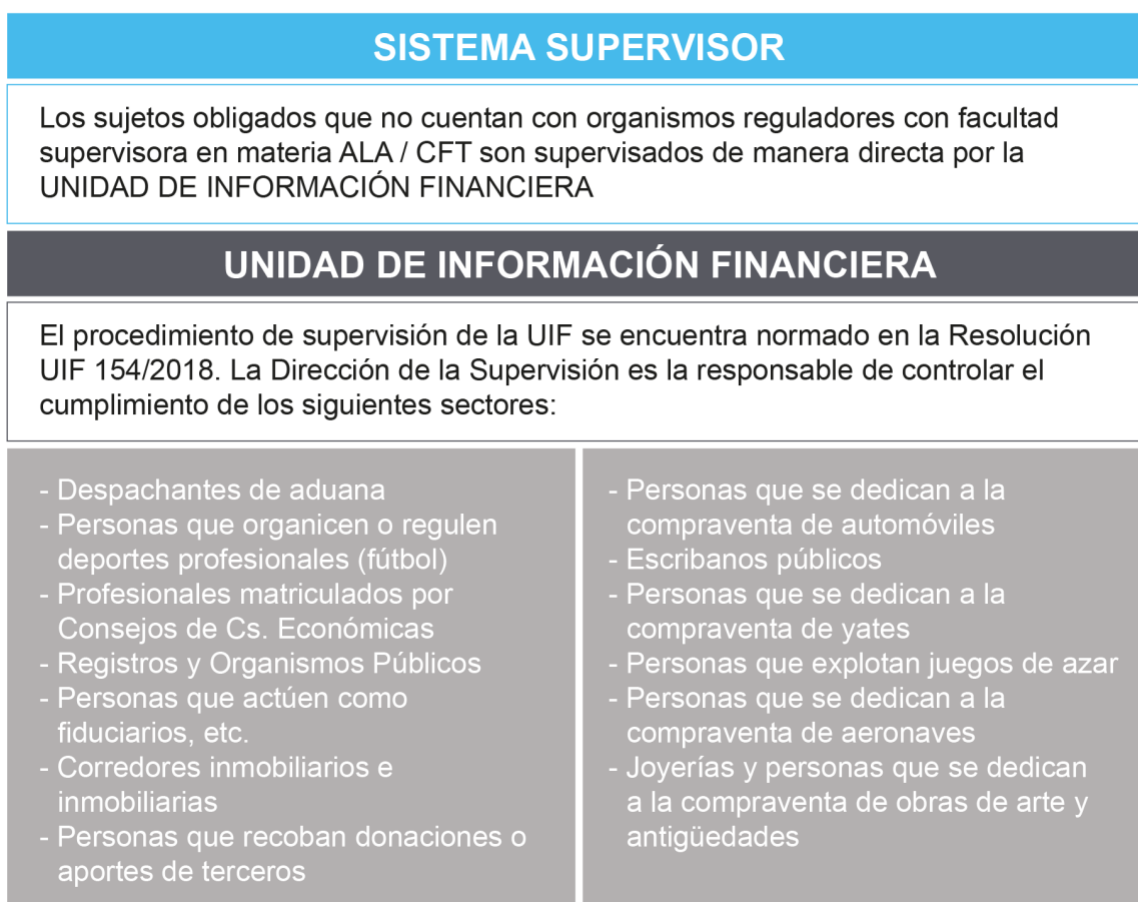 SISTEMA SUPERVISOR
Los sujetos obligados que no cuentan con organismos reguladores con facultad
supervisora en materia ALA / CFT son supervisados de manera directa por la
UNIDAD DE INFORMACIÓN FINANCIERA
UNIDAD DE INFORMACIÓN FINANCIERA
El procedimiento de supervisión de la UIF se encuentra normado en la Resolución
UIF 154/2018. La Dirección de la Supervisión es la responsable de controlar el
cumplimiento de los siguientes sectores:
- Despachantes de aduana
- Personas que organicen o regulen
deportes profesionales (fútbol)
- Profesionales matriculados por
Consejos de Cs. Económicas
- Registros y Organismos Públicos
- Personas que actúen como
fiduciarios, etc.
- Corredores inmobiliarios e
inmobiliarias
- Personas que recoban donaciones o
aportes de terceros
- Personas que se dedican a la
compraventa de automóviles
- Escribanos públicos
- Personas que se dedican a la
compraventa de yates
- Personas que explotan juegos de azar
- Personas que se dedican a la
compraventa de aeronaves
- Joyerías y personas que se dedican
a la compraventa de obras de arte y
antigüedades